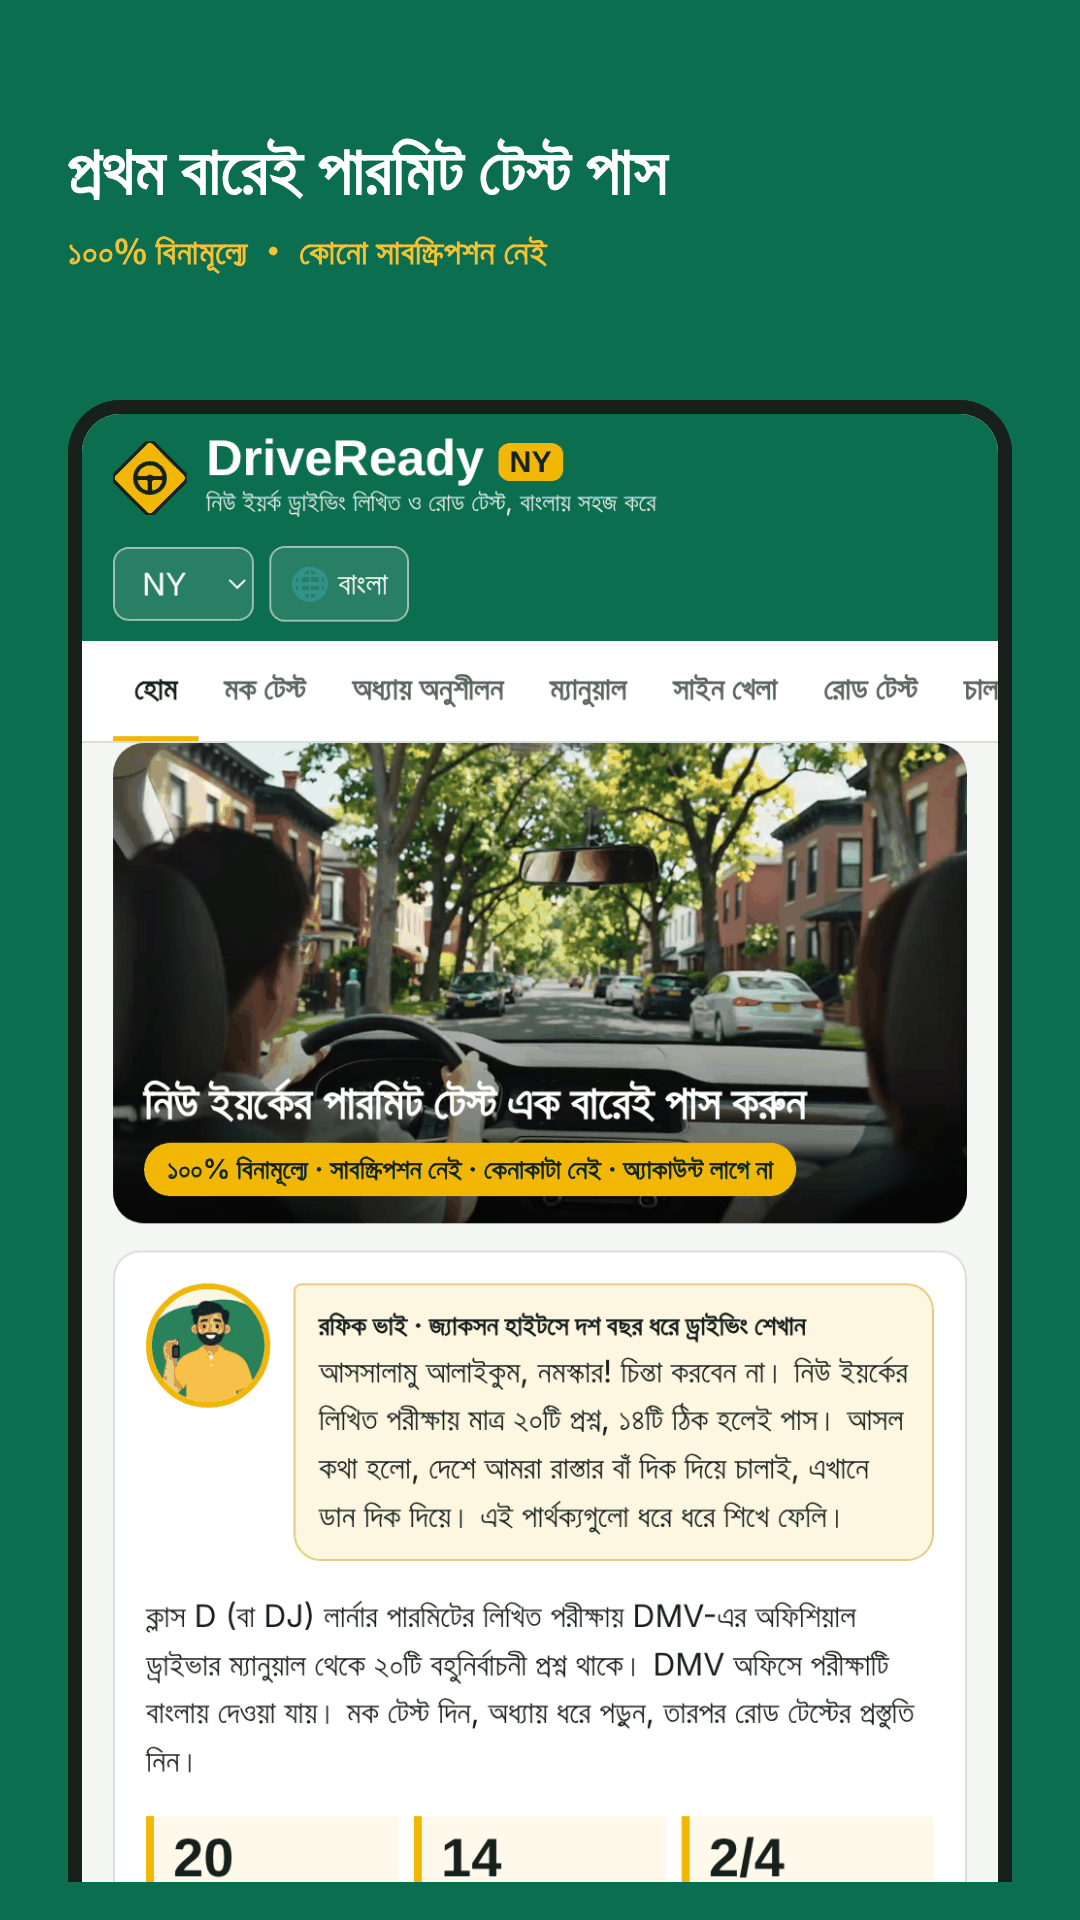 প্রথম বারেই পারমিট টেস্ট পাস
১০০% বিনামূল্যে • কোনো সাবস্ক্রিপশন নেই
DriveReady NY
নিউ ইয়র্ক ড্রাইভিং লিখিত ও রোড টেস্ট, বাংলায় সহজ করে
NY
বাংলা
হোম মক টেস্ট অধ্যায় অনুশীলন ম্যানুয়াল সাইন খেলা রোড টেস্ট চাল
নিউ ইয়র্কের পারমিট টেস্ট এক বারেই পাস করুন
১০০% বিনামূল্যে · সাবস্ক্রিপশন নেই · কেনাকাটা নেই · অ্যাকাউন্ট লাগে না
রফিক ভাই · জ্যাকসন হাইটসে দশ বছর ধরে ড্রাইভিং শেখান
আসসালামু আলাইকুম, নমস্কার! চিন্তা করবেন না। নিউ ইয়র্কের
লিখিত পরীক্ষায় মাত্র ২০টি প্রশ্ন, ১৪টি ঠিক হলেই পাস। আসল
কথা হলো, দেশে আমরা রাস্তার বাঁ দিক দিয়ে চালাই, এখানে
ডান দিক দিয়ে। এই পার্থক্যগুলো ধরে ধরে শিখে ফেলি।
ক্লাস D (বা DJ) লার্নার পারমিটের লিখিত পরীক্ষায় DMV-এর অফিশিয়াল
ড্রাইভার ম্যানুয়াল থেকে ২০টি বহুনির্বাচনী প্রশ্ন থাকে। DMV অফিসে পরীক্ষাটি
বাংলায় দেওয়া যায়। মক টেস্ট দিন, অধ্যায় ধরে পড়ুন, তারপর রোড টেস্টের প্রস্তুতি
নিন।
20 14 2/4